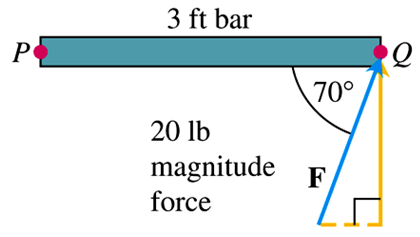 3 ft bar
P
Q
70°
20 lb
magnitude
force
F